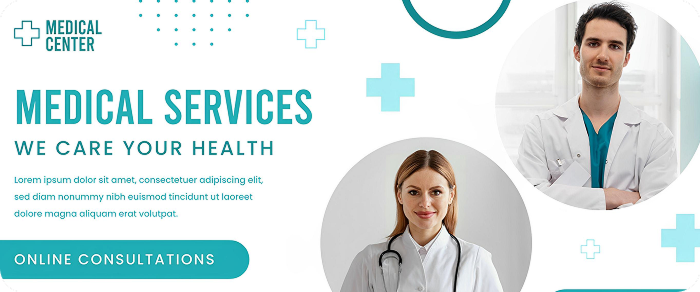 MEDICAL
CENTER
MEDICAL SERVICES
WE CARE YOUR HEALTH
Lorem ipsum dolor sit amet, consectetuer adipiscing elit,
sed diam nonummy nibh euismod tincidunt ut laoreet
dolore magna aliquam erat volutpat.
ONLINE CONSULTATIONS